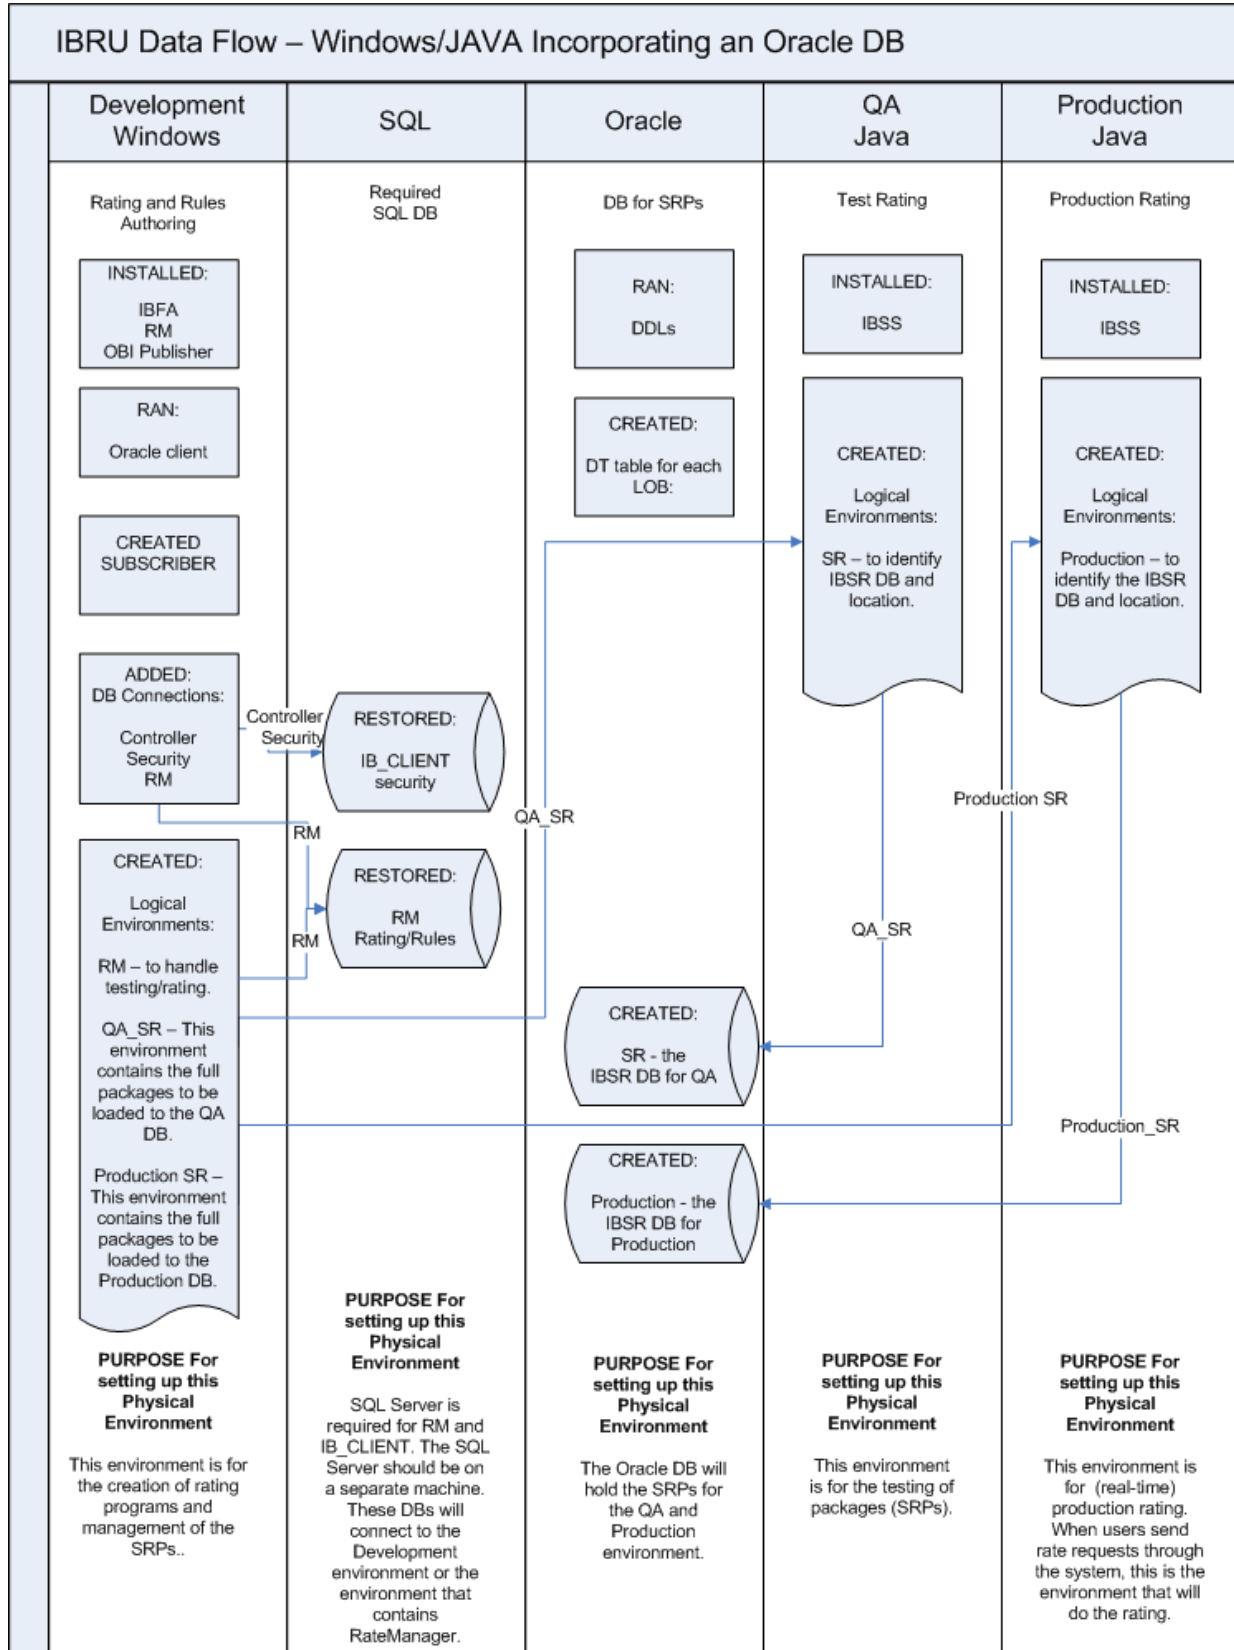 IBRU Data Flow – Windows/JAVA Incorporating an Oracle DB
Development
Windows
SQL
Oracle
QA
Java
Production
Java
Rating and Rules
Authoring
INSTALLED:
IBFA
RM
OBI Publisher
RAN:
Oracle client
CREATED
SUBSCRIBER
ADDED:
DB Connections:
Controller
Security
RM
CREATED:
Logical
Environments:
RM – to handle
testing/rating.
QA_SR – This
environment
contains the full
packages to be
loaded to the QA
DB.
Production SR –
This environment
contains the full
packages to be
loaded to the
Production DB.
PURPOSE For
setting up this
Physical
Environment
This environment is for
the creation of rating
programs and
management of the
SRPs..
Required
SQL DB
Controller
Security
RESTORED:
IB_CLIENT
security
RM
RESTORED:
RM
Rating/Rules
RM
PURPOSE For
setting up this
Physical
Environment
SQL Server is
required for RM and
IB_CLIENT. The SQL
Server should be on
a separate machine.
These DBs will
connect to the
Development
environment or the
environment that
contains
RateManager.
DB for SRPs
RAN:
DDLs
CREATED:
DT table for each
LOB:
QA_SR
CREATED:
SR - the
IBSR DB for QA
CREATED:
Production - the
IBSR DB for
Production
PURPOSE For
setting up this
Physical
Environment
The Oracle DB will
hold the SRPs for
the QA and
Production
environment.
Test Rating
INSTALLED:
IBSS
CREATED:
Logical
Environments:
SR – to identify
IBSR DB and
location.
QA_SR
PURPOSE For
setting up this
Physical
Environment
This environment
is for the testing of
packages (SRPs).
Production Rating
INSTALLED:
IBSS
CREATED:
Logical
Environments:
Production – to
identify the IBSR
DB and location.
Production SR
Production_SR
PURPOSE For
setting up this
Physical
Environment
This environment is
for (real-time)
production rating.
When users send
rate requests through
the system, this is the
environment that will
do the rating.